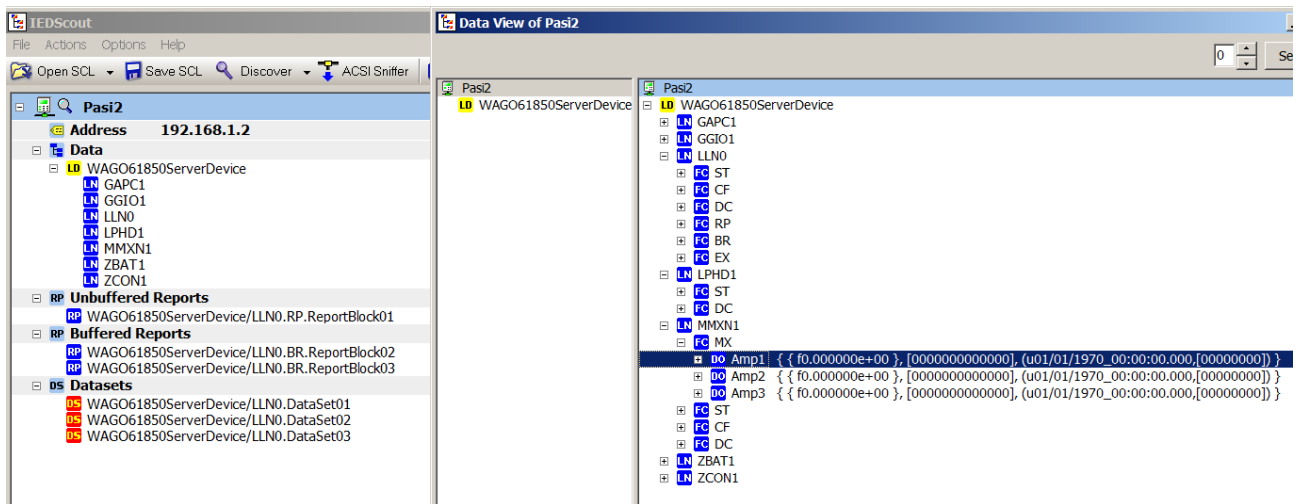 IEDScout
File Actions Options Help
Open SCL Save SCL Discover ACSI Sniffer
Pasi2
Address 192.168.1.2
Data
LD WAGO61850ServerDevice
LN GAPC1
LN GGIO1
LN LLN0
LN LPHD1
LN MMXN1
LN ZBAT1
LN ZCON1
RP Unbuffered Reports
RP WAGO61850ServerDevice/LLN0.RP.ReportBlock01
RP Buffered Reports
RP WAGO61850ServerDevice/LLN0.BR.ReportBlock02
RP WAGO61850ServerDevice/LLN0.BR.ReportBlock03
DS Datasets
DS WAGO61850ServerDevice/LLN0.DataSet01
DS WAGO61850ServerDevice/LLN0.DataSet02
DS WAGO61850ServerDevice/LLN0.DataSet03
Data View of Pasi2
0 Se
Pasi2
LD WAGO61850ServerDevice
Pasi2
LD WAGO61850ServerDevice
LN GAPC1
LN GGIO1
LN LLN0
FC ST
FC CF
FC DC
FC RP
FC BR
FC EX
LN LPHD1
FC ST
FC DC
LN MMXN1
FC MX
DO Amp1 { { f0.000000e+00 }, [0000000000000], (u01/01/1970_00:00:00.000,[00000000]) }
DO Amp2 { { f0.000000e+00 }, [0000000000000], (u01/01/1970_00:00:00.000,[00000000]) }
DO Amp3 { { f0.000000e+00 }, [0000000000000], (u01/01/1970_00:00:00.000,[00000000]) }
FC ST
FC CF
FC DC
LN ZBAT1
LN ZCON1